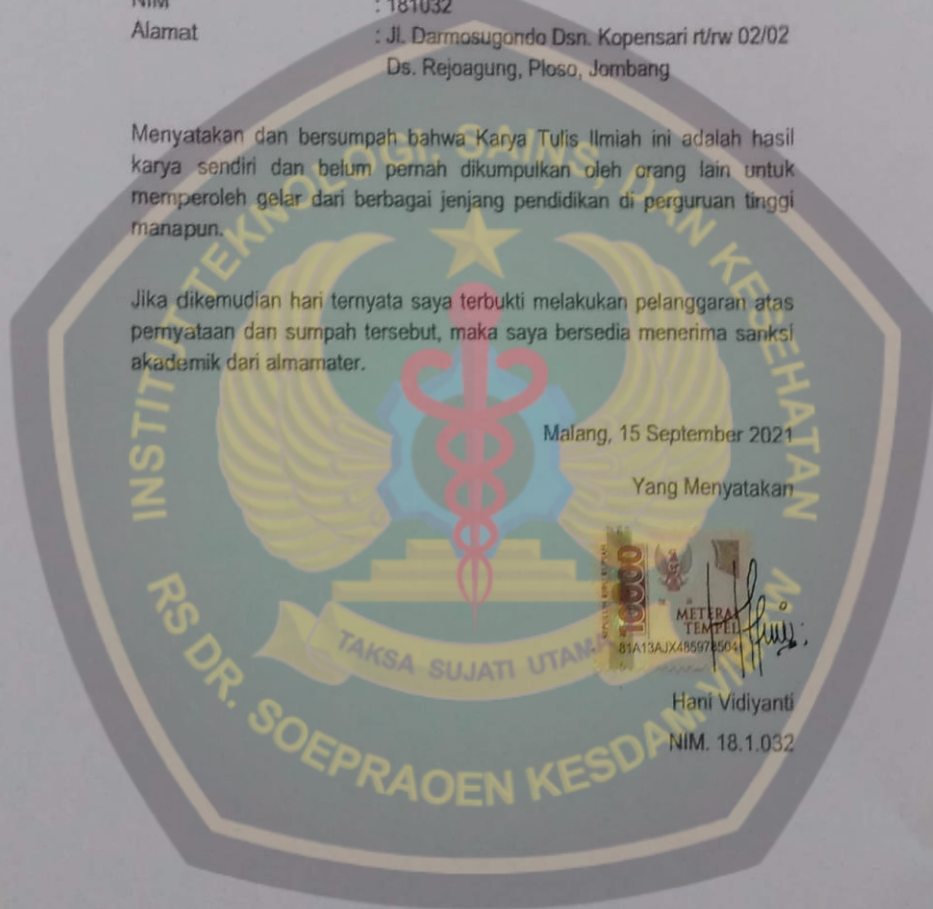 NIM : 181032
Alamat : Jl. Darmosugondo Dsn. Kopensari rt/rw 02/02
Ds. Rejoagung, Ploso, Jombang
Menyatakan dan bersumpah bahwa Karya Tulis Ilmiah ini adalah hasil
karya sendiri dan belum pernah dikumpulkan oleh orang lain untuk
memperoleh gelar dari berbagai jenjang pendidikan di perguruan tinggi
manapun.
Jika dikemudian hari ternyata saya terbukti melakukan pelanggaran atas
pernyataan dan sumpah tersebut, maka saya bersedia menerima sanksi
akademik dari almamater.
Malang, 15 September 2021
Yang Menyatakan
10000
METERAI
TEMPEL
Hani Vidiyanti
NIM. 18.1.032
INSTITUT TEKNOLOGI, SAINS, DAN KESEHATAN
RS DR. SOEPRAOEN KESDAM
TAKSA SUJATI UTAMA